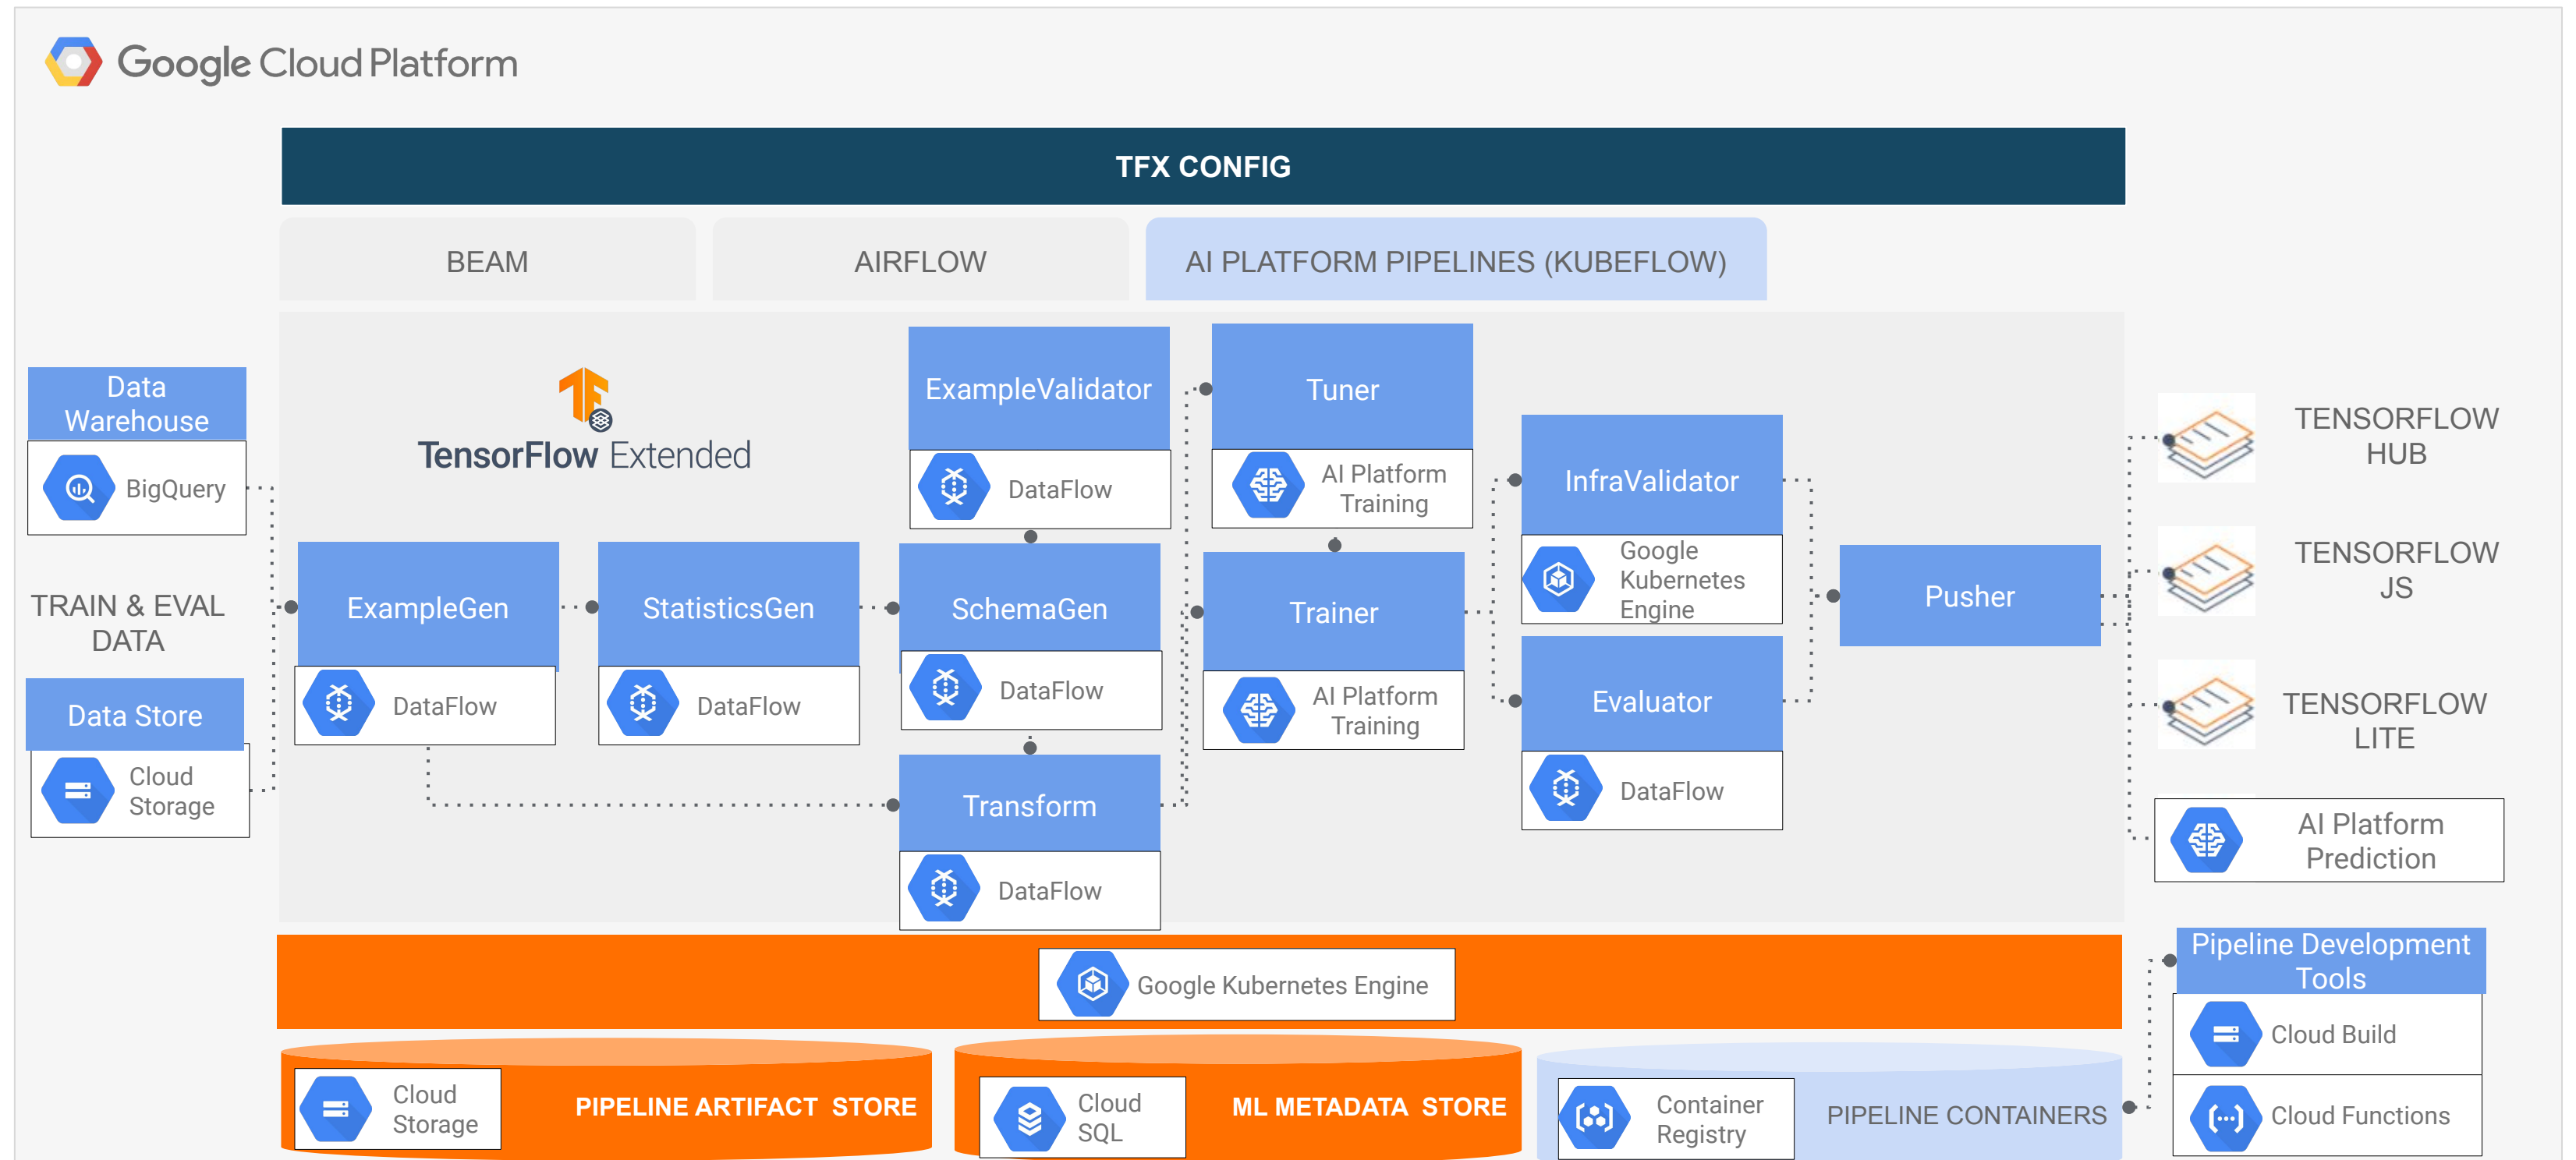 Google Cloud Platform
TFX CONFIG
BEAM
AIRFLOW
AI PLATFORM PIPELINES (KUBEFLOW)
Data
Warehouse
BigQuery
TRAIN & EVAL
DATA
Data Store
Cloud
Storage
TensorFlow Extended
ExampleGen
DataFlow
StatisticsGen
DataFlow
ExampleValidator
DataFlow
SchemaGen
DataFlow
Transform
DataFlow
Tuner
AI Platform
Training
Trainer
AI Platform
Training
InfraValidator
Google
Kubernetes
Engine
Evaluator
DataFlow
Pusher
TENSORFLOW
HUB
TENSORFLOW
JS
TENSORFLOW
LITE
AI Platform
Prediction
Google Kubernetes Engine
Cloud
Storage
PIPELINE ARTIFACT STORE
Cloud
SQL
ML METADATA STORE
Container
Registry
PIPELINE CONTAINERS
Pipeline Development
Tools
Cloud Build
Cloud Functions